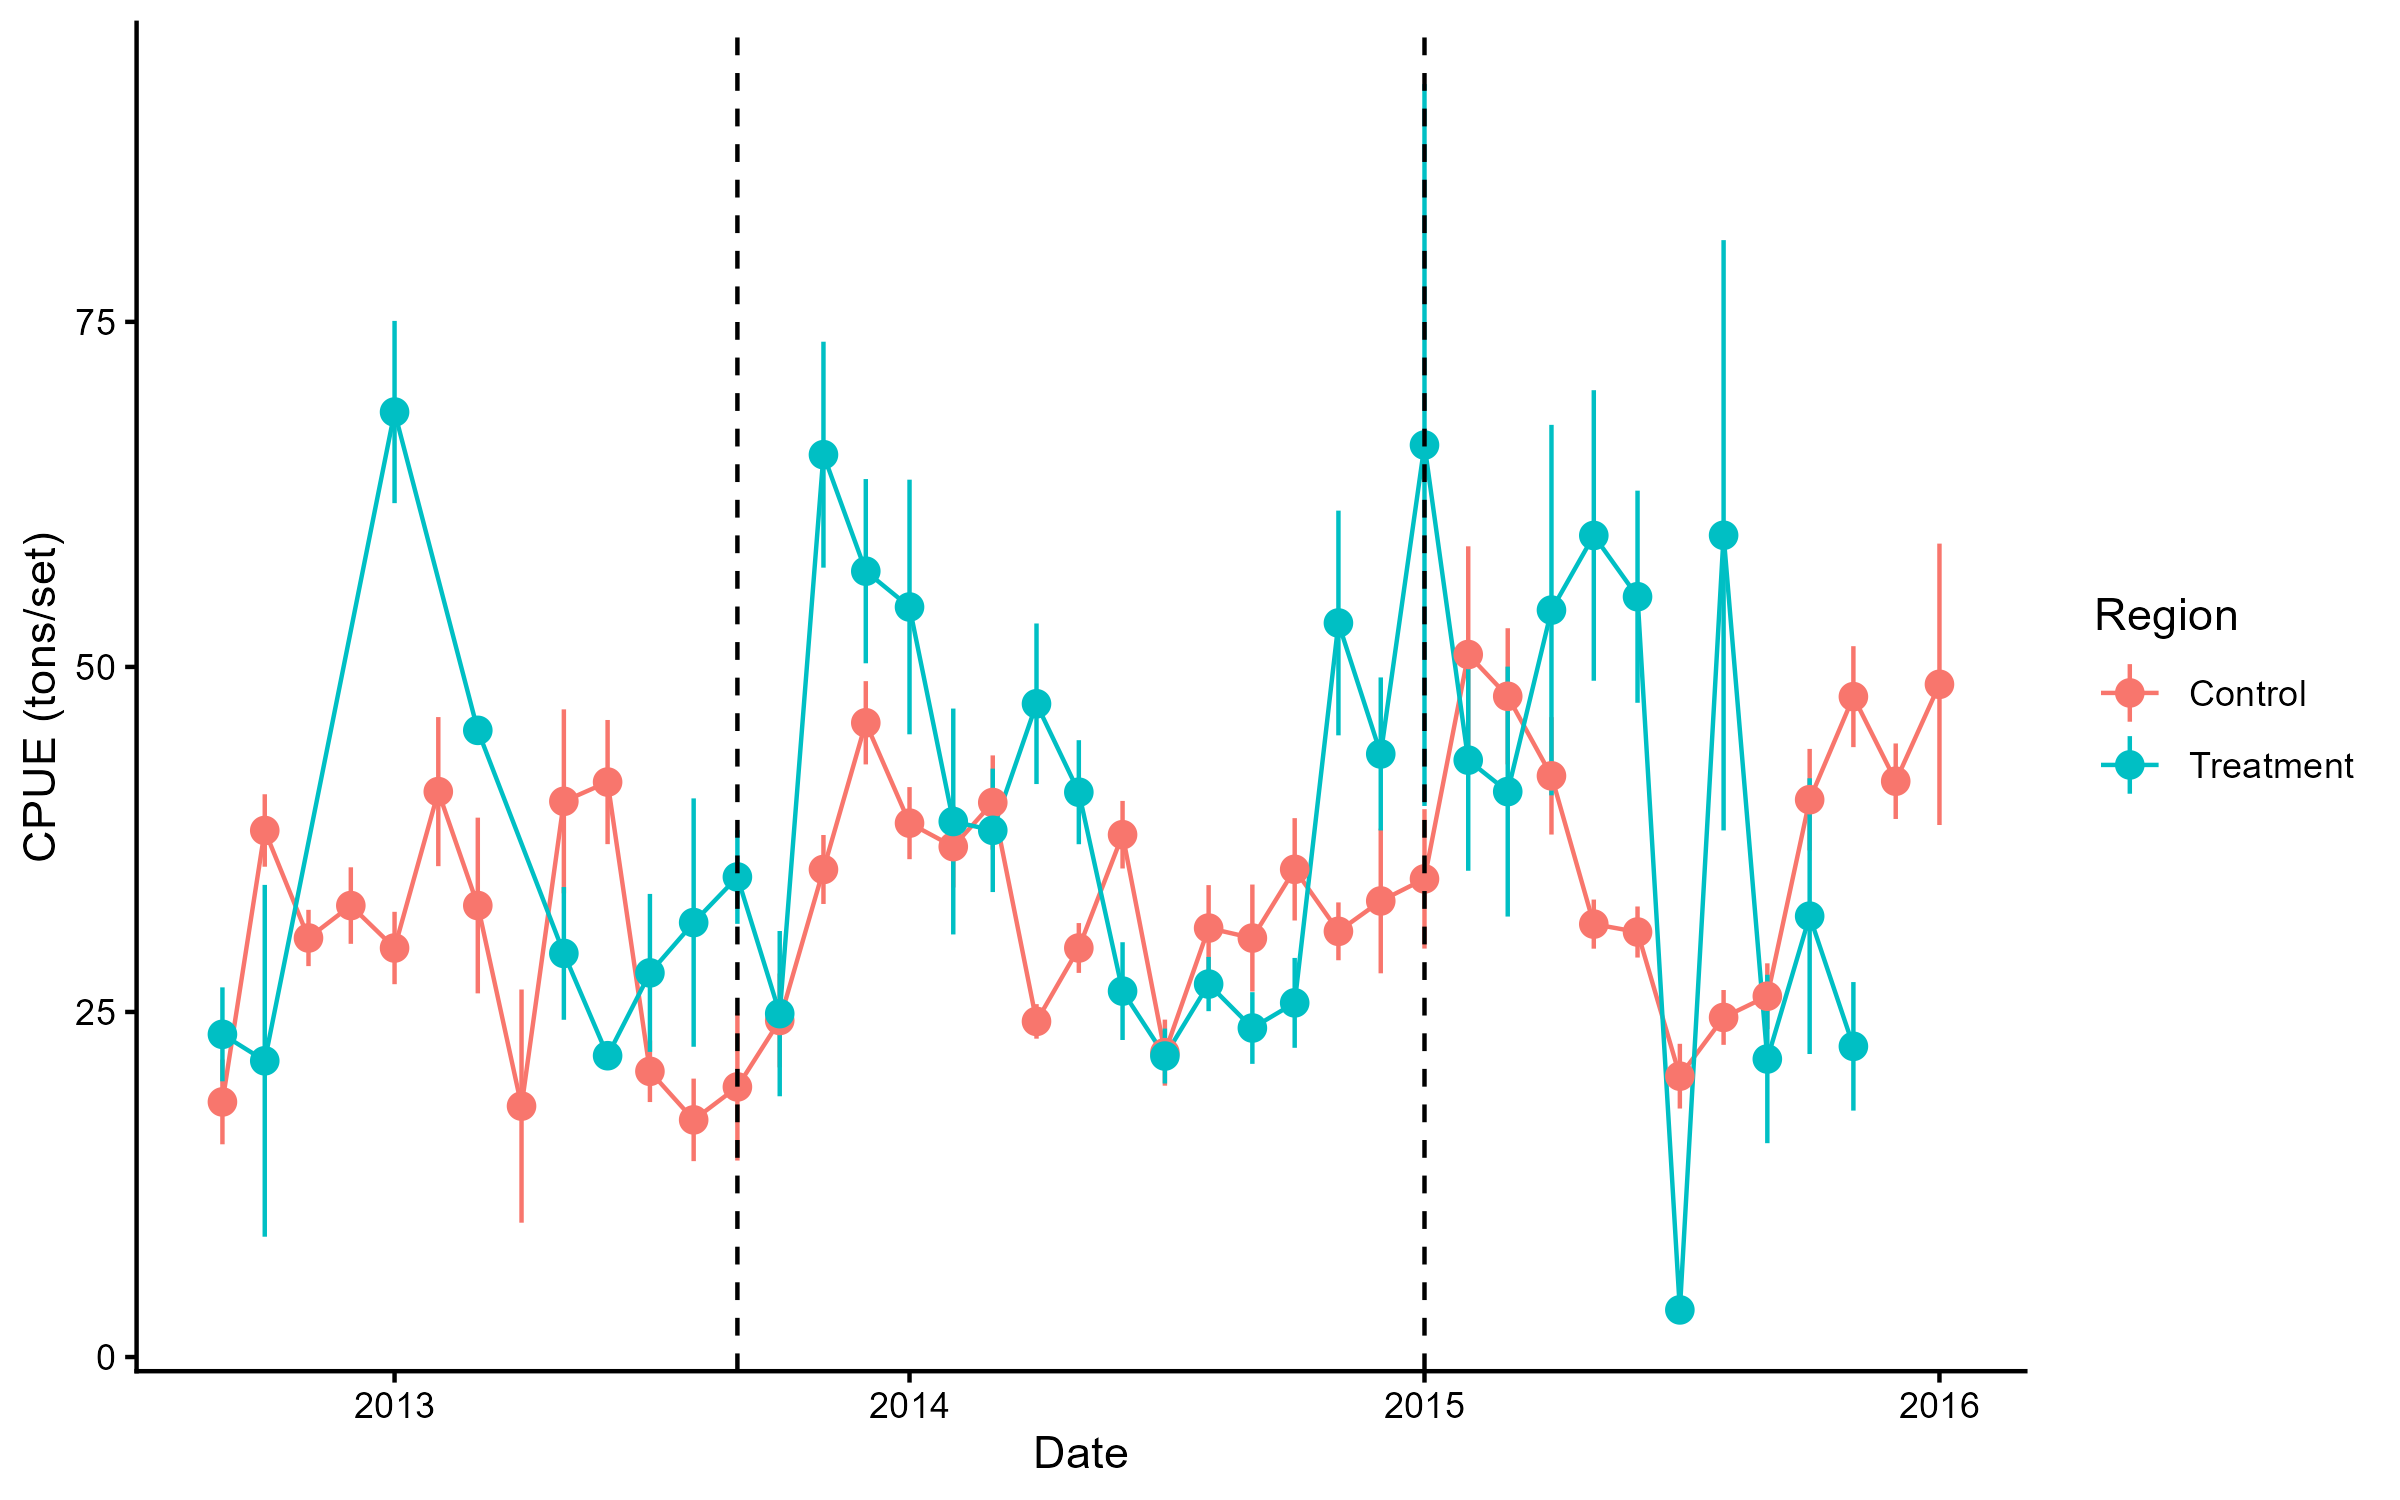 CPUE (tons/set)
75
50
25
0
2013 2014 2015 2016
Date
Region
Control
Treatment